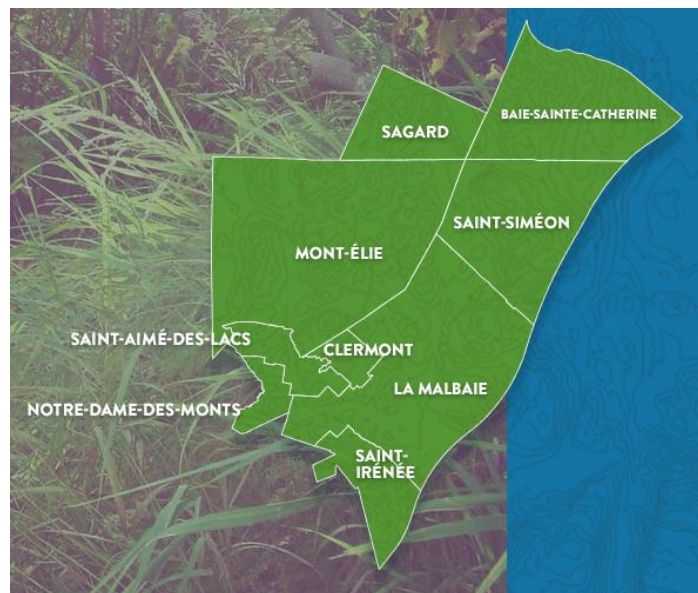 SAGARD
BAIE-SAINTE-CATHERINE
SAINT-SIMÉON
MONT-ÉLIE
SAINT-AIMÉ-DES-LACS
CLERMONT
LA MALBAIE
NOTRE-DAME-DES-MONTS
SAINT-
IRÉNÉE